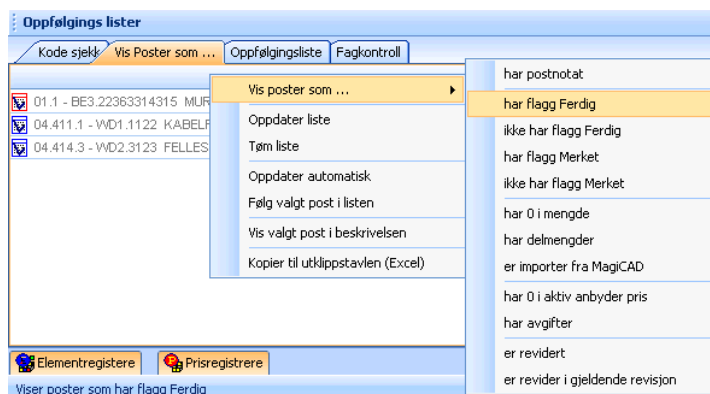 Oppfølgings lister
Kode sjekk Vis Poster som ... Oppfølgingsliste Fagkontroll
01.1 - BE3.22363314315 MUR
04.411.1 - WD1.1122 KABELF
04.414.3 - WD2.3123 FELLES
Vis poster som ...
Oppdater liste
Tøm liste
Oppdater automatisk
Følg valgt post i listen
Vis valgt post i beskrivelsen
Kopier til utklippstavlen (Excel)
har postnotat
har flagg Ferdig
ikke har flagg Ferdig
har flagg Merket
ikke har flagg Merket
har 0 i mengde
har delmengder
er importer fra MagiCAD
har 0 i aktiv anbyder pris
har avgifter
er revidert
er revider i gjeldende revisjon
Elementregistere Prisregistrere
Viser poster som har flagg Ferdig